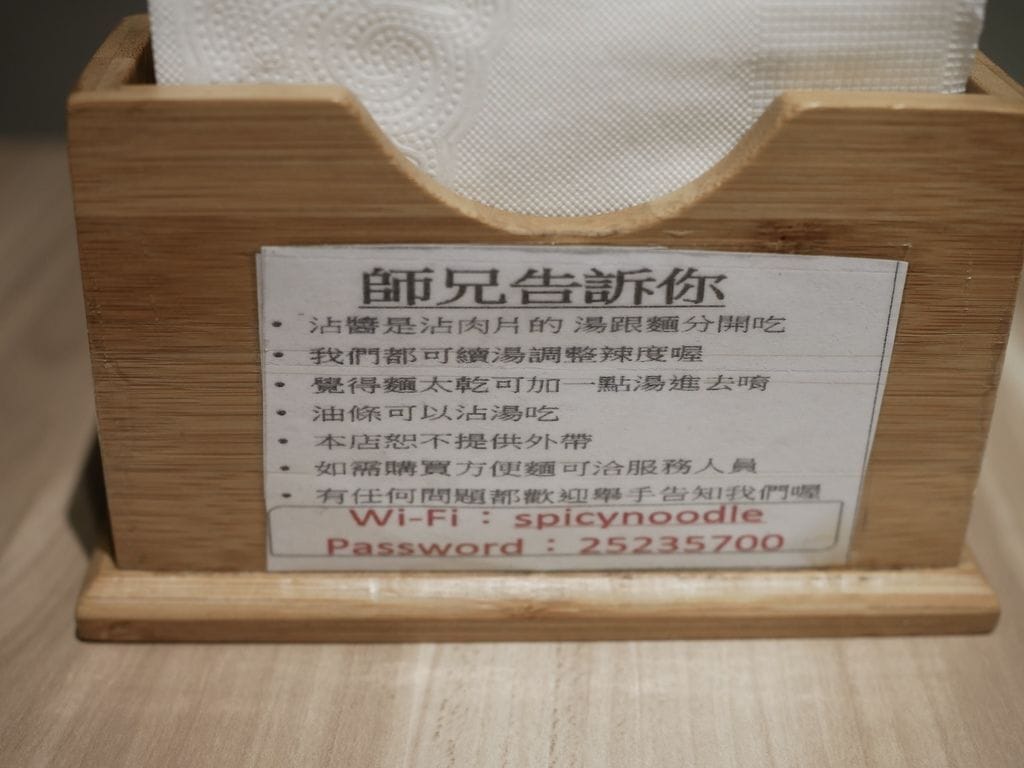 師兄告訴你
• 沾醬是沾肉片的 湯跟麵分開吃
• 我們都可續湯調整辣度喔
• 覺得麵太乾可加一點湯進去唷
• 油條可以沾湯吃
• 本店恕不提供外帶
• 如需購買方便麵可洽服務人員
• 有任何問題都歡迎舉手告知我們喔
Wi-Fi：spicynoodle
Password：25235700